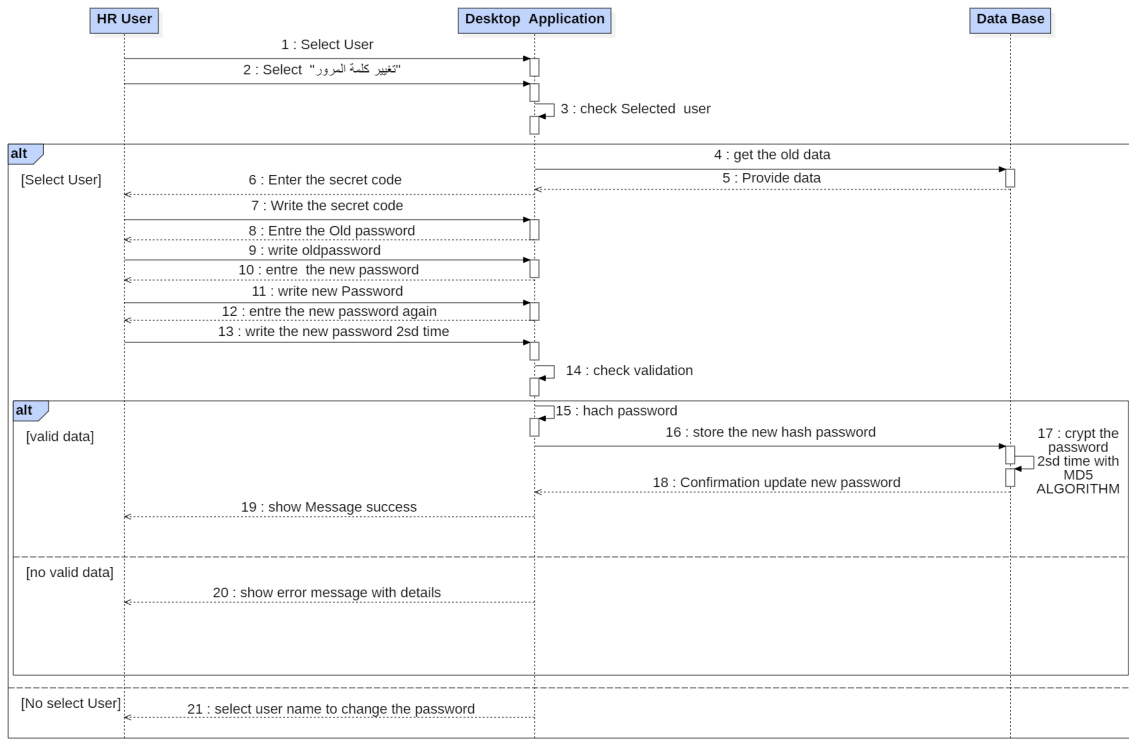 HR User
Desktop Application
Data Base
1 : Select User
2 : Select "تغيير كلمة المرور"
3 : check Selected user
alt
4 : get the old data
[Select User]
5 : Provide data
6 : Enter the secret code
7 : Write the secret code
8 : Entre the Old password
9 : write oldpassword
10 : entre the new password
11 : write new Password
12 : entre the new password again
13 : write the new password 2sd time
14 : check validation
alt
15 : hach password
[valid data]
16 : store the new hash password
17 : crypt the
password
2sd time with
MD5
ALGORITHM
18 : Confirmation update new password
19 : show Message success
[no valid data]
20 : show error message with details
[No select User]
21 : select user name to change the password